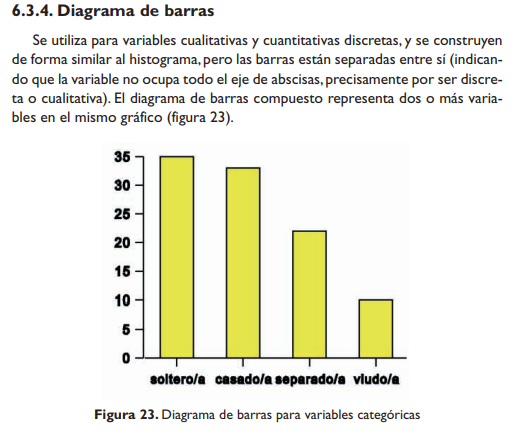 6.3.4. Diagrama de barras
Se utiliza para variables cualitativas y cuantitativas discretas, y se construyen
de forma similar al histograma, pero las barras están separadas entre sí (indican-
do que la variable no ocupa todo el eje de abscisas, precisamente por ser discre-
ta o cualitativa). El diagrama de barras compuesto representa dos o más varia-
bles en el mismo gráfico (figura 23).
35
30
25
20
15
10
5
0
soltero/a casado/a separado/a viudo/a
Figura 23. Diagrama de barras para variables categóricas